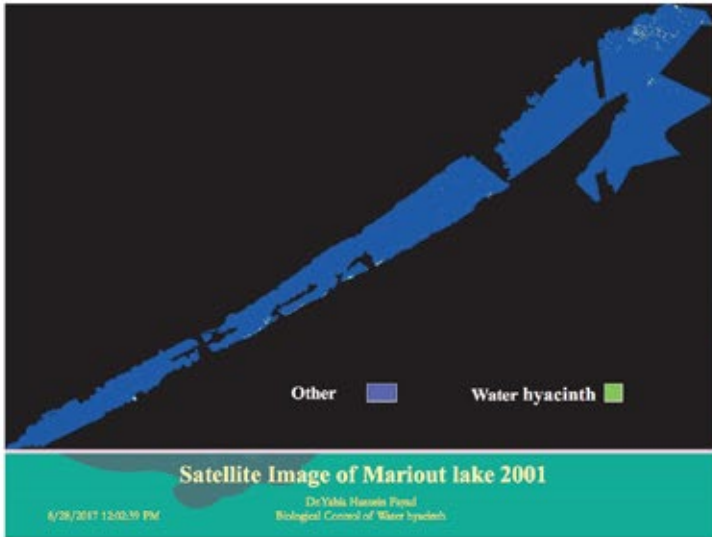 Other
Water hyacinth
Satellite Image of Mariout lake 2001
Dr.Yahia Hussein Fayad
Biological Control of Water hyacinth
8/28/2017 12:02:39 PM